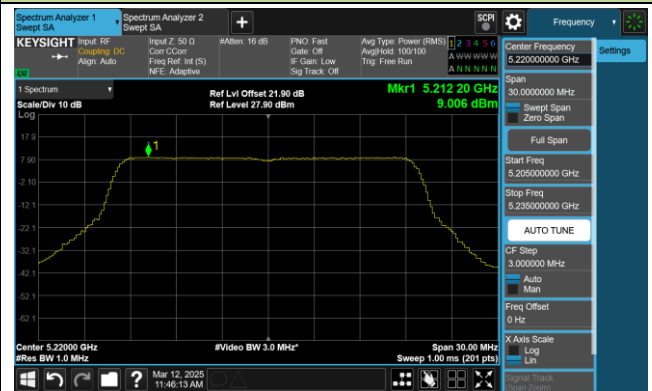 Spectrum Analyzer 1
Swept SA
Spectrum Analyzer 2
Swept SA
SCPI
Frequency
KEYSIGHT
Input: RF
Coupling: DC
Align: Auto
Input Z: 50 Ω
Corr CCorr
Freq Ref: Int (S)
NFE: Adaptive
#Atten: 16 dB
PNO: Fast
Gate: Off
IF Gain: Low
Sig Track: Off
Avg Type: Power (RMS)
Avg|Hold: 100/100
Trig: Free Run
1 2 3 4 5 6
A W W W W W
A N N N N N
LXI
1 Spectrum
Scale/Div 10 dB
Log
Ref Lvl Offset 21.90 dB
Ref Level 27.90 dBm
Mkr1 5.212 20 GHz
9.006 dBm
17.9
7.90
-2.10
-12.1
-22.1
-32.1
-42.1
-52.1
-62.1
1
Center 5.22000 GHz
#Res BW 1.0 MHz
#Video BW 3.0 MHz*
Span 30.00 MHz
Sweep 1.00 ms (201 pts)
Mar 12, 2025
11:46:13 AM
Center Frequency
5.220000000 GHz
Settings
Span
30.0000000 MHz
Swept Span
Zero Span
Full Span
Start Freq
5.205000000 GHz
Stop Freq
5.235000000 GHz
AUTO TUNE
CF Step
3.000000 MHz
Auto
Man
Freq Offset
0 Hz
X Axis Scale
Log
Lin
Signal Track
(Span Zoom)